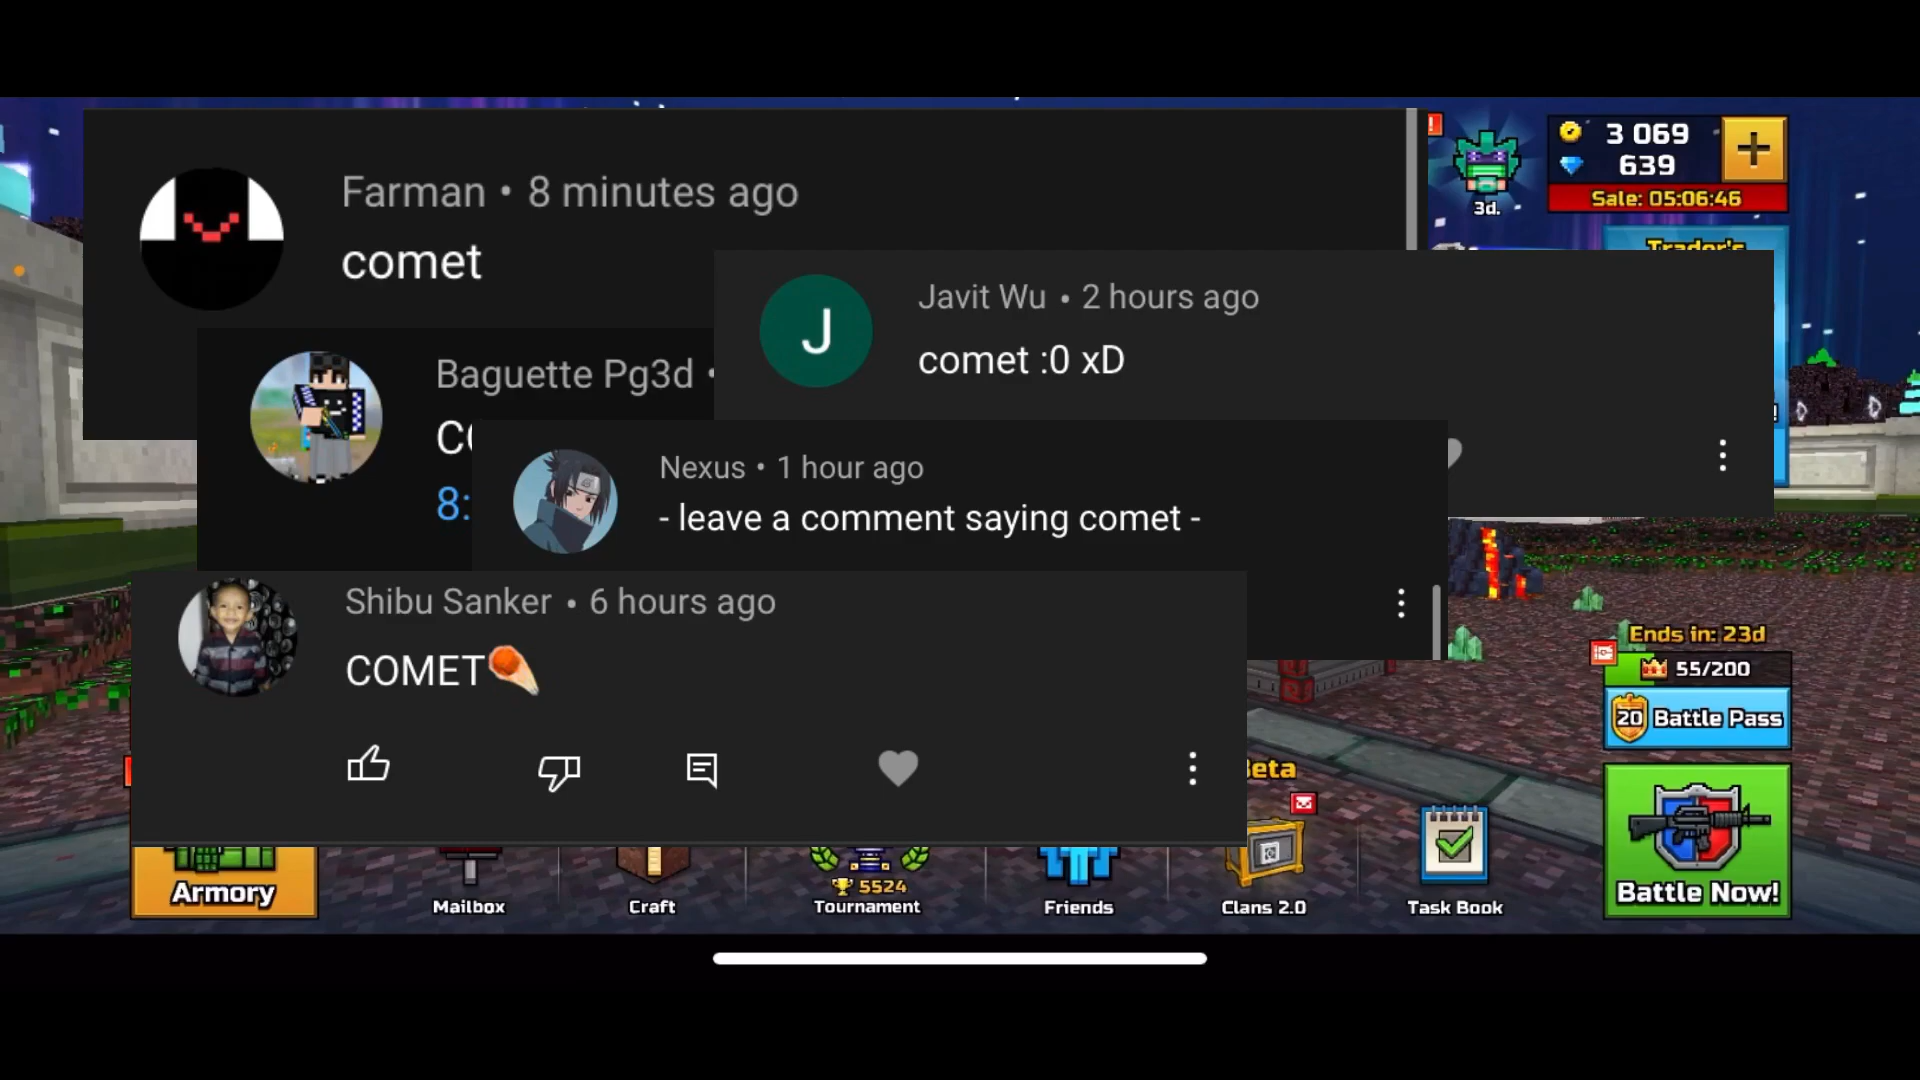 Farman • 8 minutes ago
comet
Javit Wu • 2 hours ago
comet :0 xD
Baguette Pg3d •
8:
Nexus • 1 hour ago
- leave a comment saying comet -
Shibu Sanker • 6 hours ago
COMET
3 069
639
Sale: 05:06:46
3d.
Trader's
Ends in: 23d
55/200
20 Battle Pass
Battle Now!
Beta
Armory
Mailbox
Craft
5524
Tournament
Friends
Clans 2.0
Task Book
J